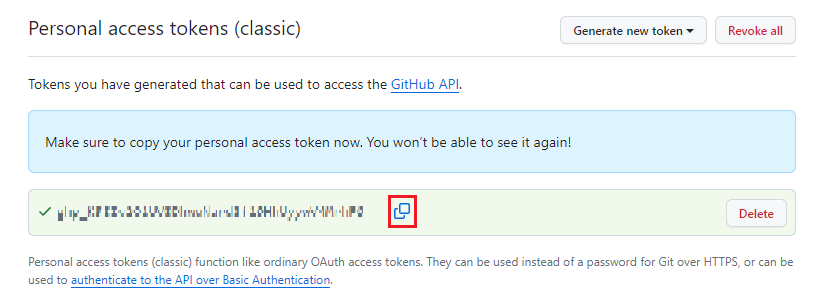 Personal access tokens (classic)
Generate new token
Revoke all
Tokens you have generated that can be used to access the GitHub API.
Make sure to copy your personal access token now. You won't be able to see it again!
Delete
Personal access tokens (classic) function like ordinary OAuth access tokens. They can be used instead of a password for Git over HTTPS, or can be
used to authenticate to the API over Basic Authentication.